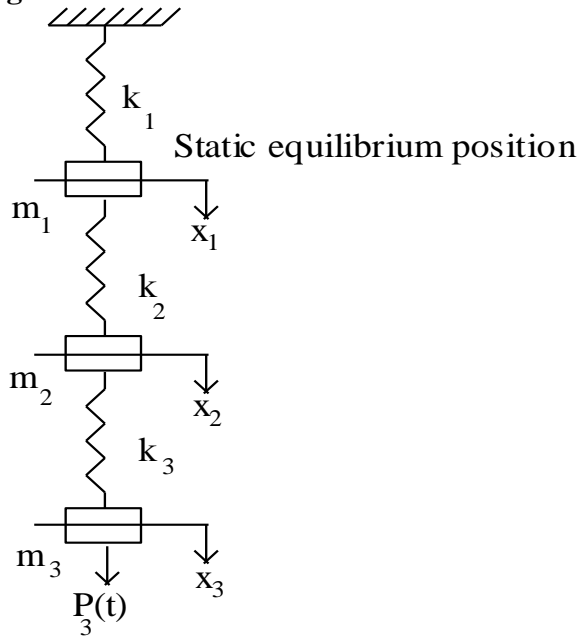 g
k1
Static equilibrium position
m1
x1
k2
m2
x2
k3
m3
x3
P3(t)